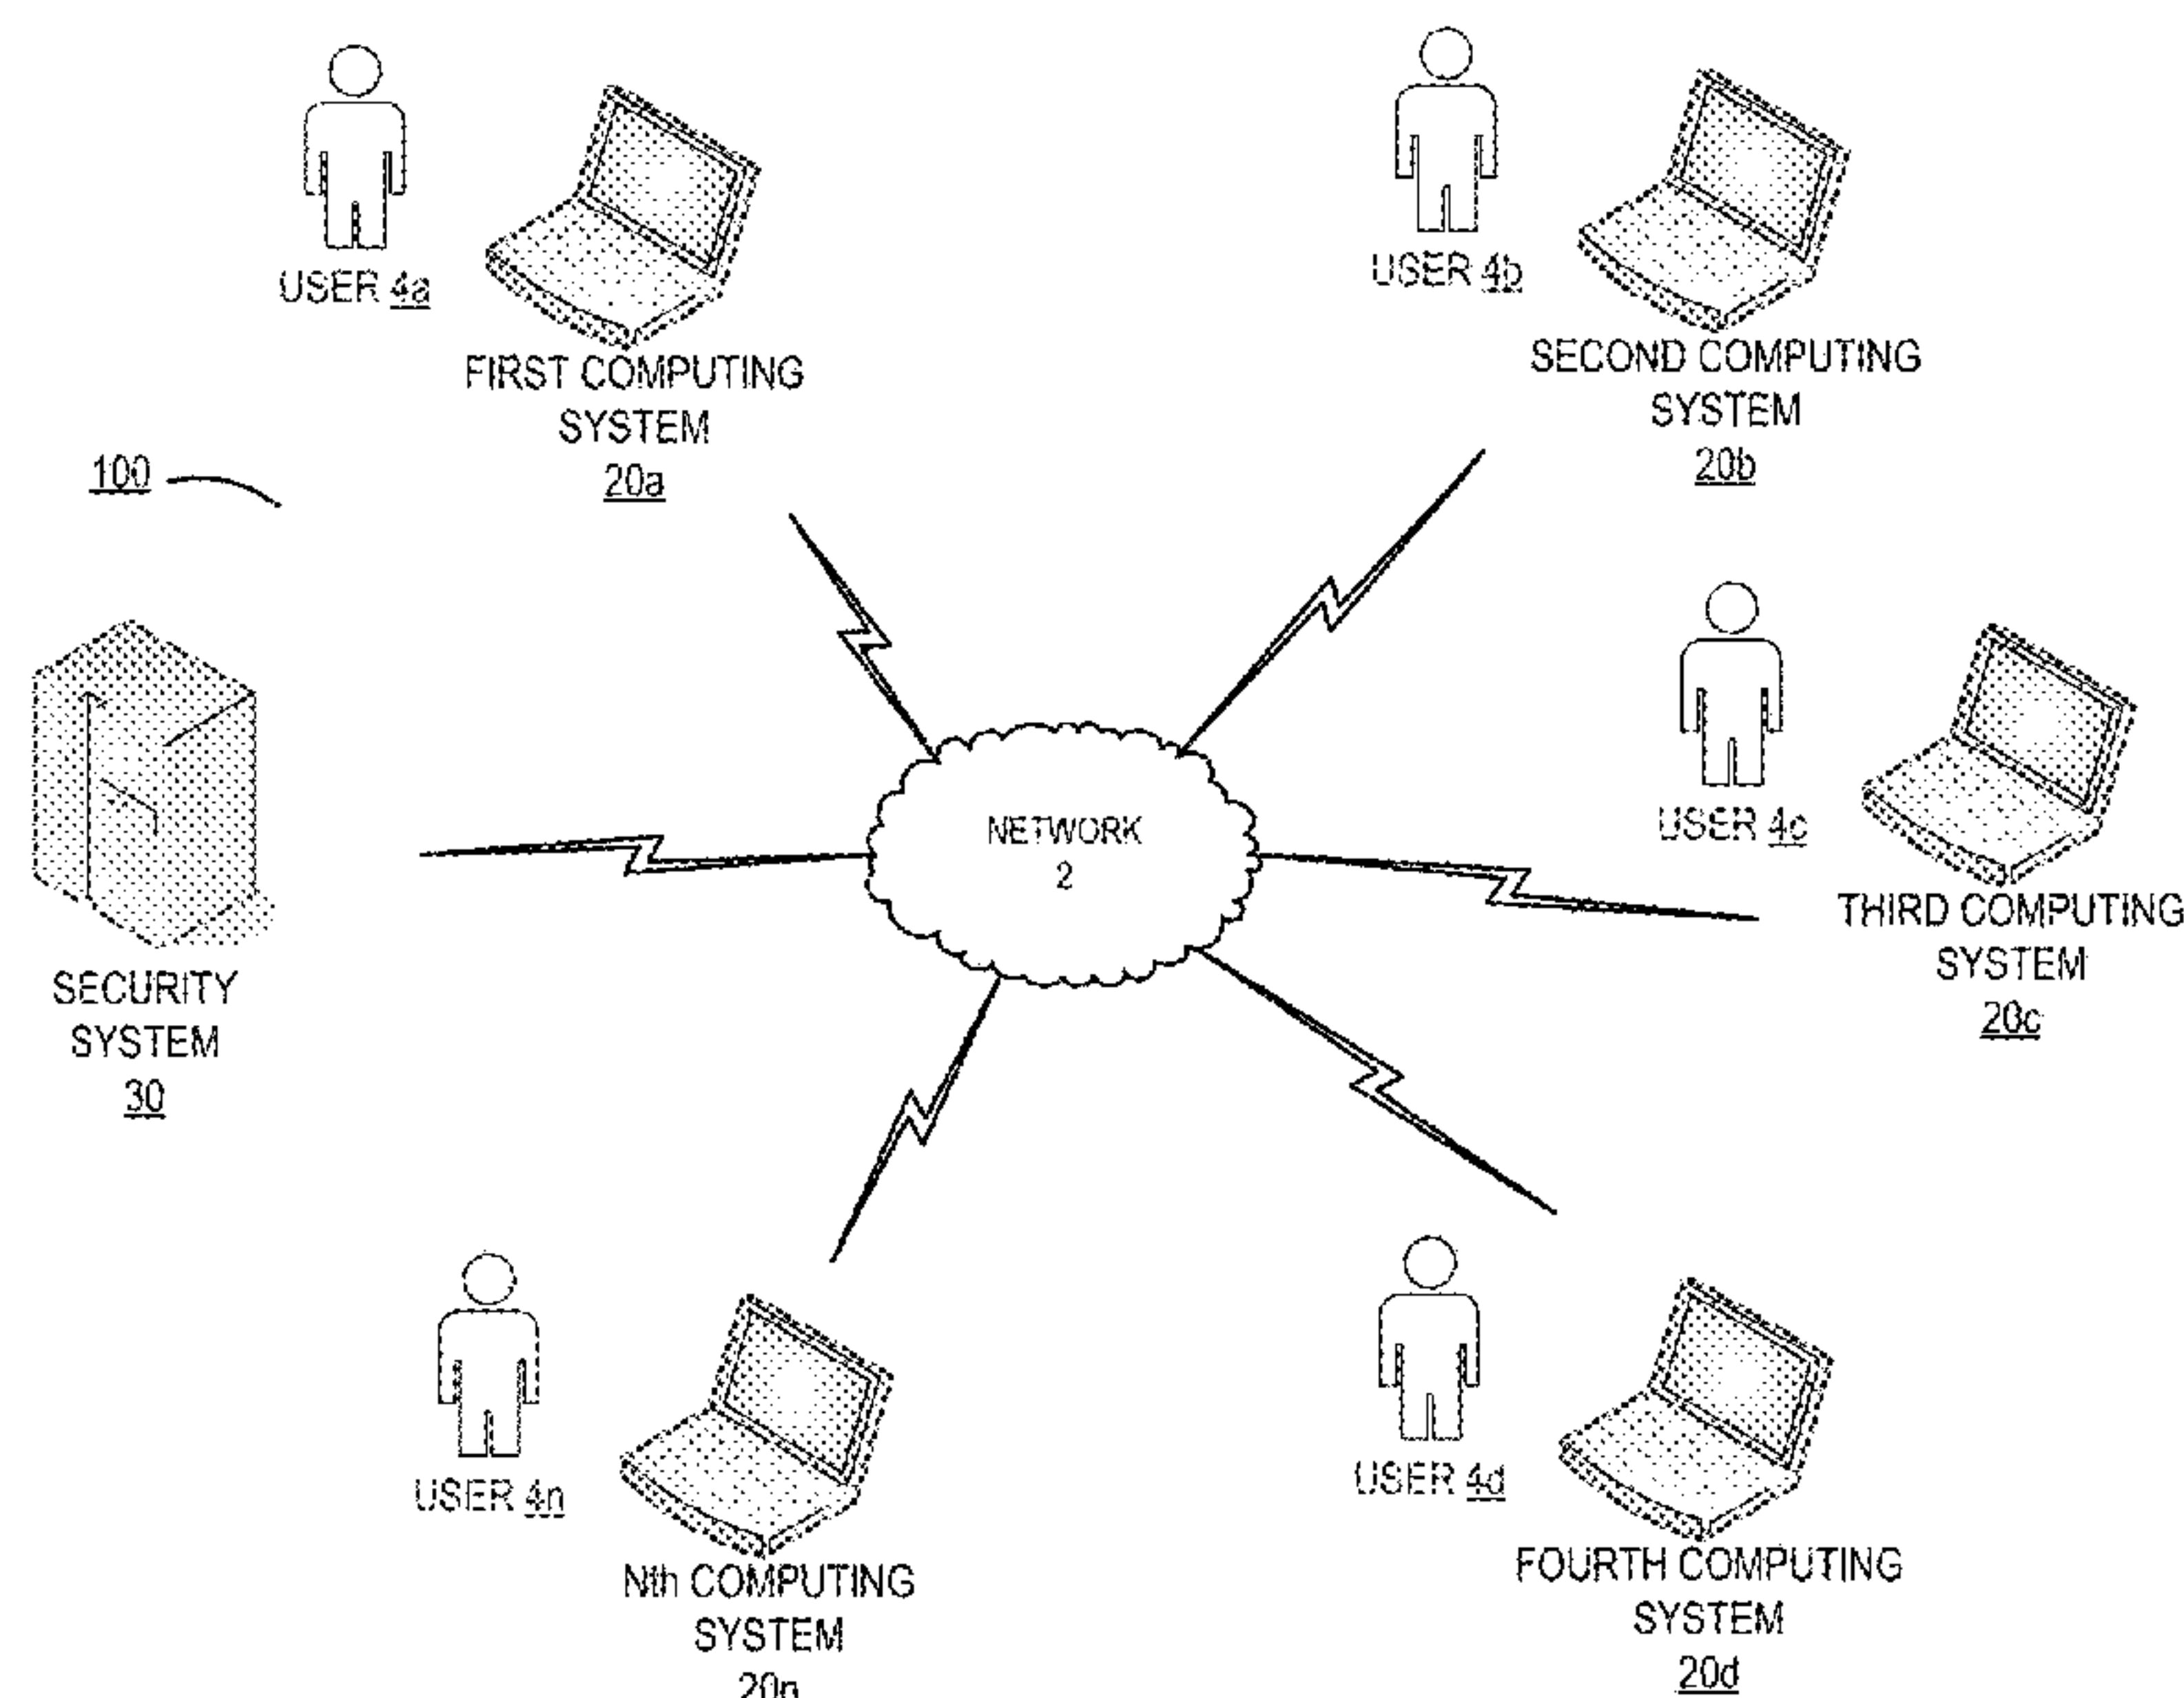 USER 4a
FIRST COMPUTING
SYSTEM
20a
USER 4b
SECOND COMPUTING
SYSTEM
20b
100
NETWORK
2
USER 4c
THIRD COMPUTING
SYSTEM
20c
SECURITY
SYSTEM
30
USER 4n
Nth COMPUTING
SYSTEM
20n
USER 4d
FOURTH COMPUTING
SYSTEM
20d